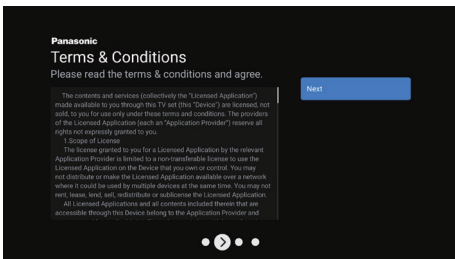 Panasonic
Terms & Conditions
Please read the terms & conditions and agree.
The contents and services (collectively the "Licensed Application")
made available to you through this TV set (this "Device") are licensed, not
sold, to you for use only under these terms and conditions. The providers
of the Licensed Application (each an "Application Provider") reserve all
rights not expressly granted to you.
1.Scope of License
The license granted to you for a Licensed Application by the relevant
Application Provider is limited to a non-transferable license to use the
Licensed Application on the Device that you own or control. You may
not distribute or make the Licensed Application available over a network
where it could be used by multiple devices at the same time. You may not
rent, lease, lend, sell, redistribute or sublicense the Licensed Application.
All Licensed Applications and all contents included therein that are
accessible through this Device belong to the Application Provider and
Next